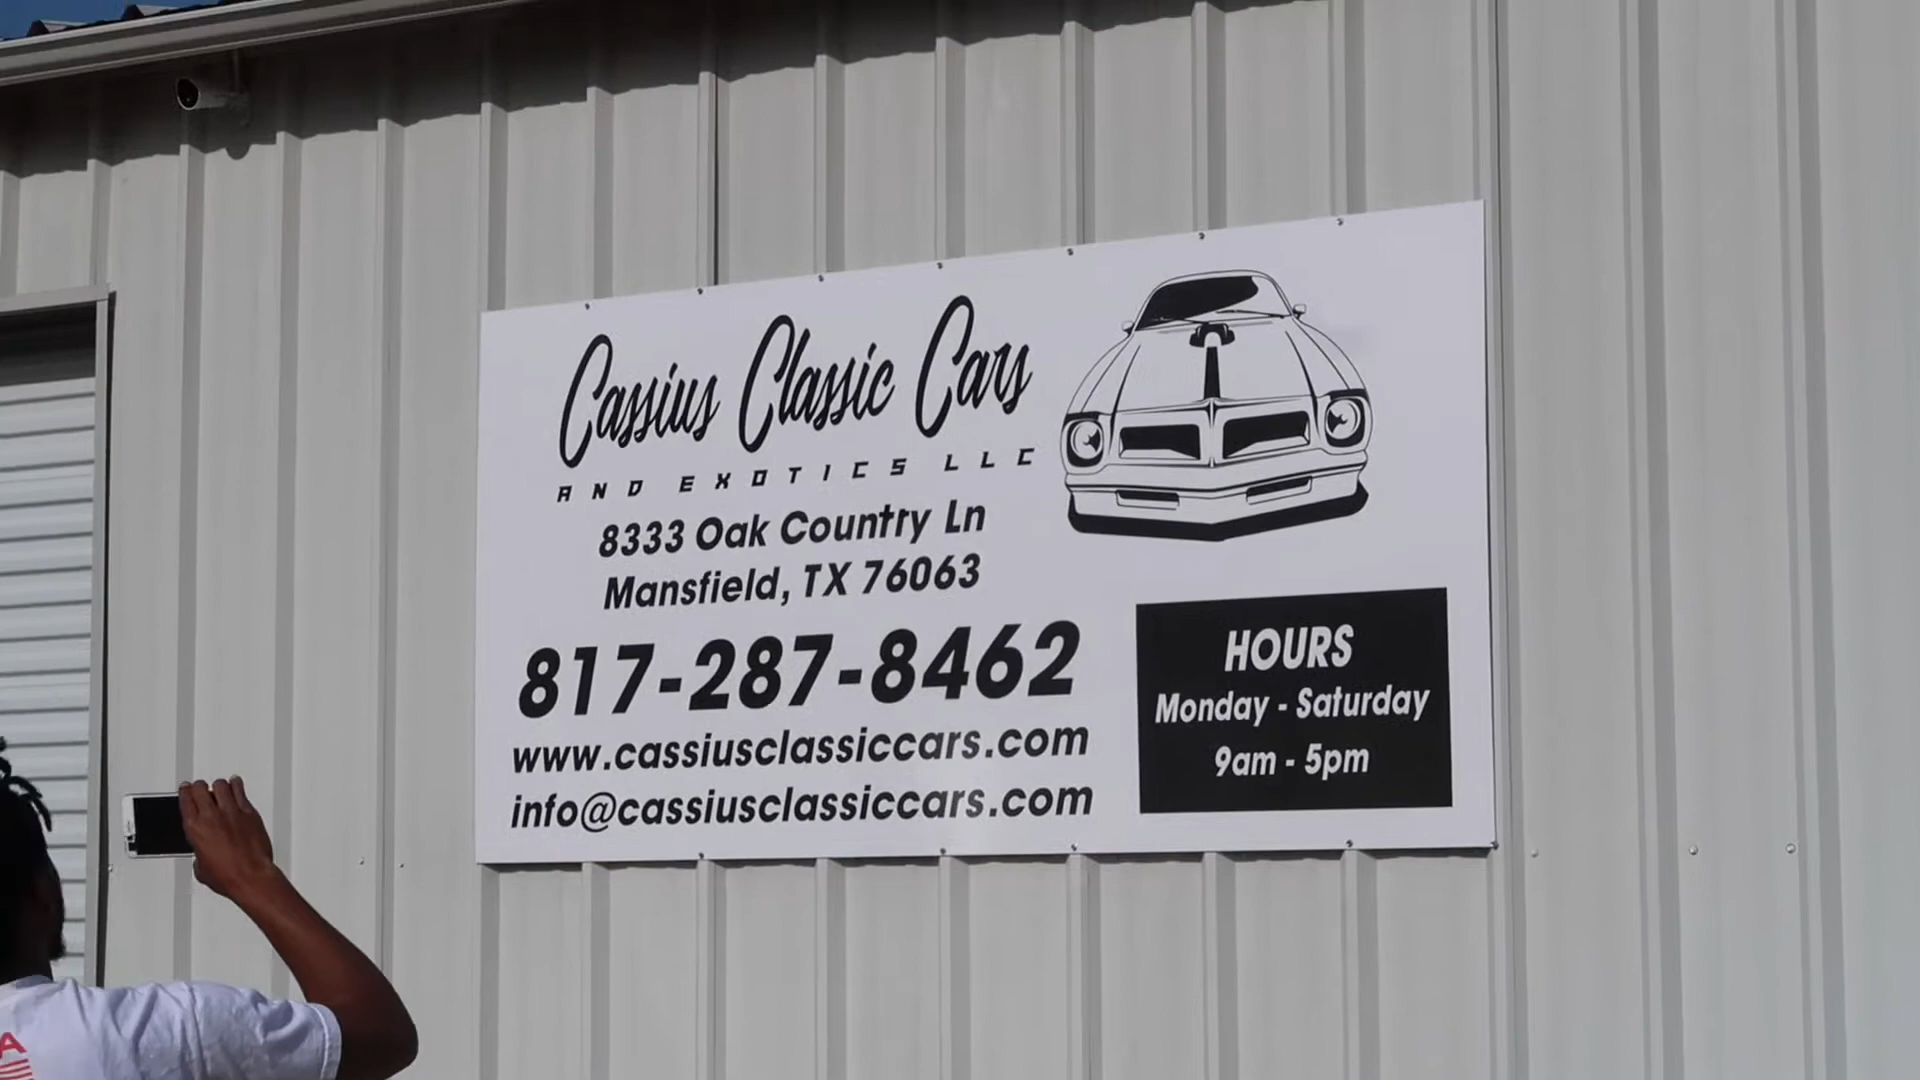 Cassius Classic Cars
AND EXOTICS LLC
8333 Oak Country Ln
Mansfield, TX 76063
817-287-8462
www.cassiusclassiccars.com
info@cassiusclassiccars.com
HOURS
Monday - Saturday
9am - 5pm
A